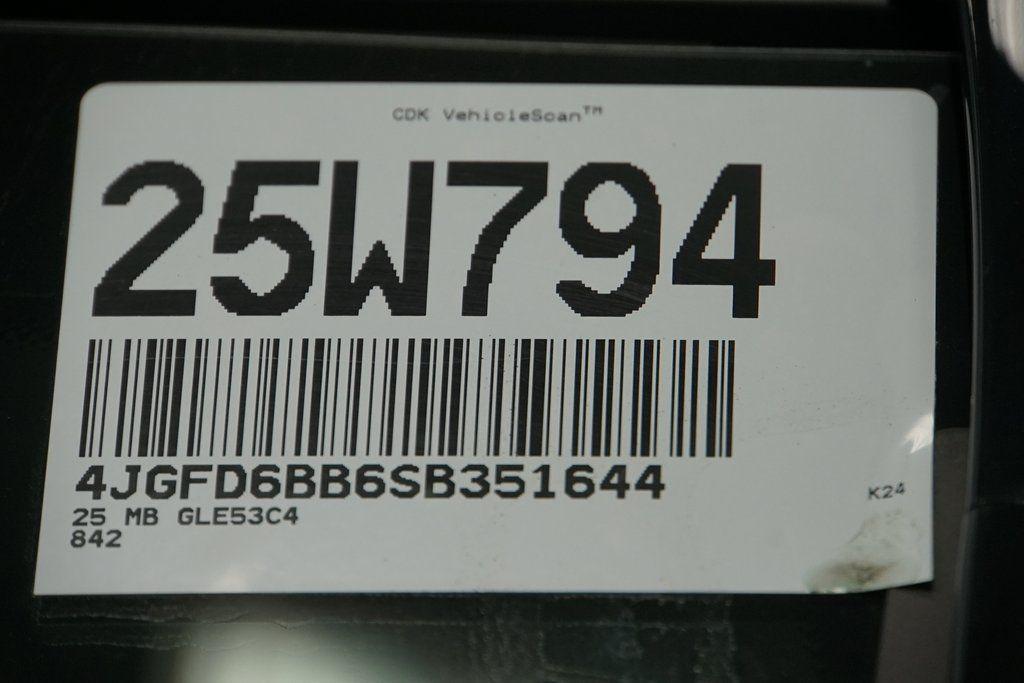 CDK VehicleScan™
25W794
4JGFD6BB6SB351644
25 MB GLE53C4
842
K24